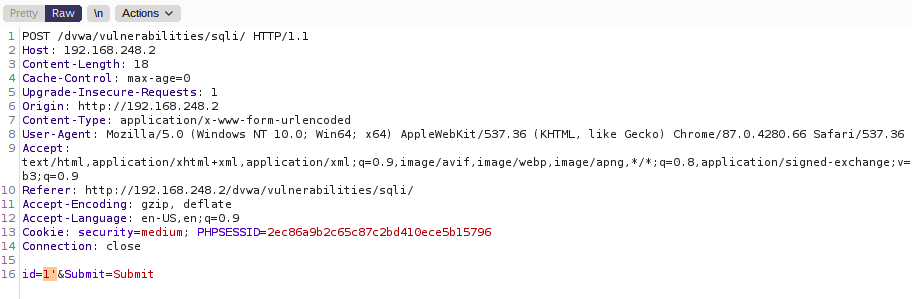 Pretty Raw \n Actions
1 POST /dvwa/vulnerabilities/sqli/ HTTP/1.1
2 Host: 192.168.248.2
3 Content-Length: 18
4 Cache-Control: max-age=0
5 Upgrade-Insecure-Requests: 1
6 Origin: http://192.168.248.2
7 Content-Type: application/x-www-form-urlencoded
8 User-Agent: Mozilla/5.0 (Windows NT 10.0; Win64; x64) AppleWebKit/537.36 (KHTML, like Gecko) Chrome/87.0.4280.66 Safari/537.36
9 Accept:
text/html,application/xhtml+xml,application/xml;q=0.9,image/avif,image/webp,image/apng,*/*;q=0.8,application/signed-exchange;v=
b3;q=0.9
10 Referer: http://192.168.248.2/dvwa/vulnerabilities/sqli/
11 Accept-Encoding: gzip, deflate
12 Accept-Language: en-US,en;q=0.9
13 Cookie: security=medium; PHPSESSID=2ec86a9b2c65c87c2bd410ece5b15796
14 Connection: close
15
16 id=1'&Submit=Submit